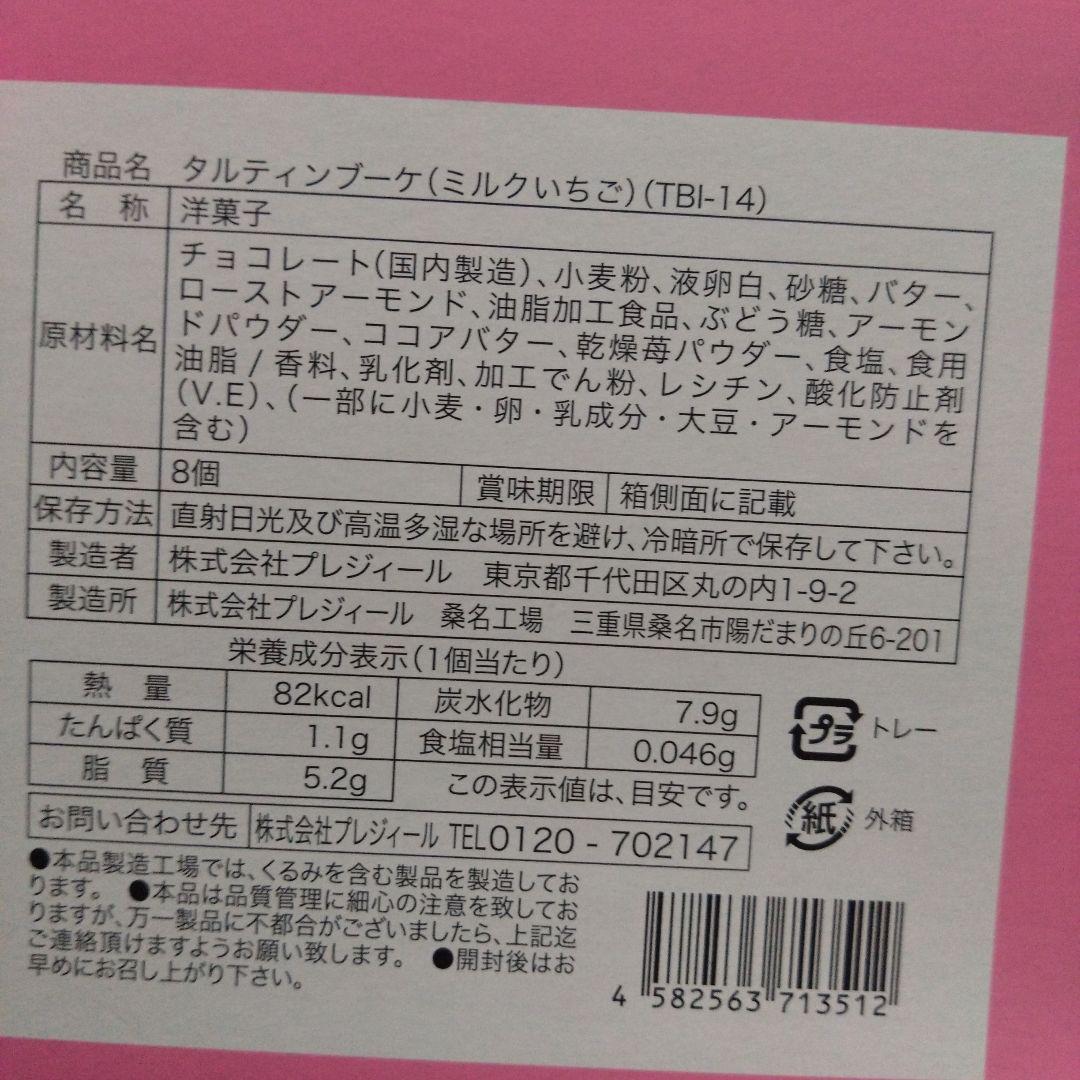 商品名 タルティンブーケ(ミルクいちご)(TBI-14)
名 称 洋菓子
原材料名 チョコレート(国内製造)、小麦粉、液卵白、砂糖、バター、
ローストアーモンド、油脂加工食品、ぶどう糖、アーモン
ドパウダー、ココアバター、乾燥苺パウダー、食塩、食用
油脂 / 香料、乳化剤、加工でん粉、レシチン、酸化防止剤
(V.E)、(一部に小麦・卵・乳成分・大豆・アーモンドを
含む)
内容量 8個 賞味期限 箱側面に記載
保存方法 直射日光及び高温多湿な場所を避け、冷暗所で保存して下さい。
製造者 株式会社プレジィール 東京都千代田区丸の内1-9-2
製造所 株式会社プレジィール 桑名工場 三重県桑名市陽だまりの丘6-201
栄養成分表示(1個当たり)
熱 量 82kcal 炭水化物 7.9g
たんぱく質 1.1g 食塩相当量 0.046g
脂 質 5.2g この表示値は、目安です。
プラ トレー
紙 外箱
お問い合わせ先 株式会社プレジィール TEL0120 - 702147
●本品製造工場では、くるみを含む製品を製造してお
ります。 ●本品は品質管理に細心の注意を致してお
りますが、万一製品に不都合がございましたら、上記迄
ご連絡頂けますようお願い致します。 ●開封後はお
早めにお召し上がり下さい。
4 582563 713512